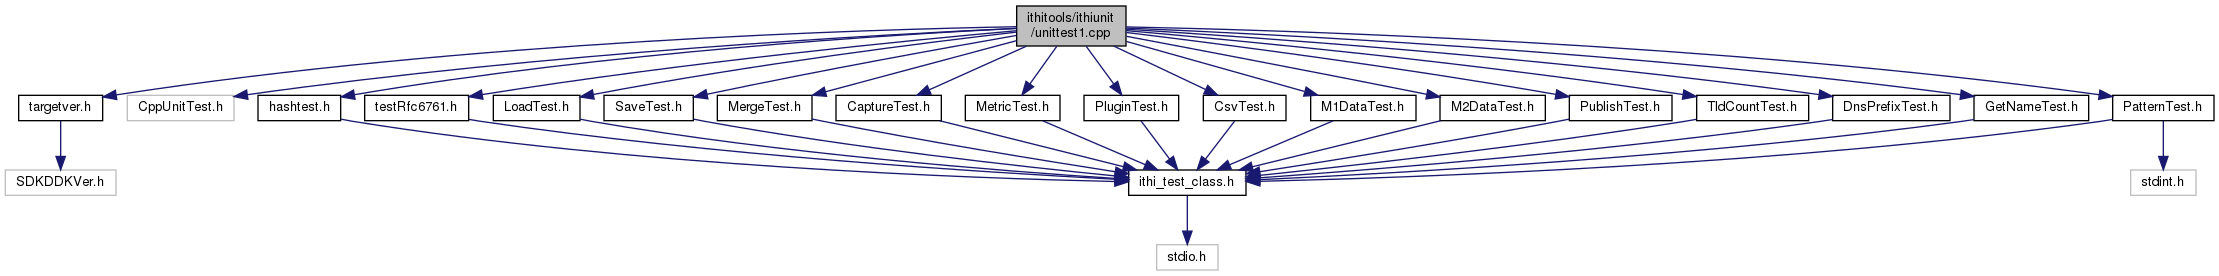 ithitools/ithiunit
/unittest1.cpp
targetver.h
CppUnitTest.h
hashtest.h
testRfc6761.h
LoadTest.h
SaveTest.h
MergeTest.h
CaptureTest.h
MetricTest.h
PluginTest.h
CsvTest.h
M1DataTest.h
M2DataTest.h
PublishTest.h
TldCountTest.h
DnsPrefixTest.h
GetNameTest.h
PatternTest.h
SDKDDKVer.h
ithi_test_class.h
stdint.h
stdio.h